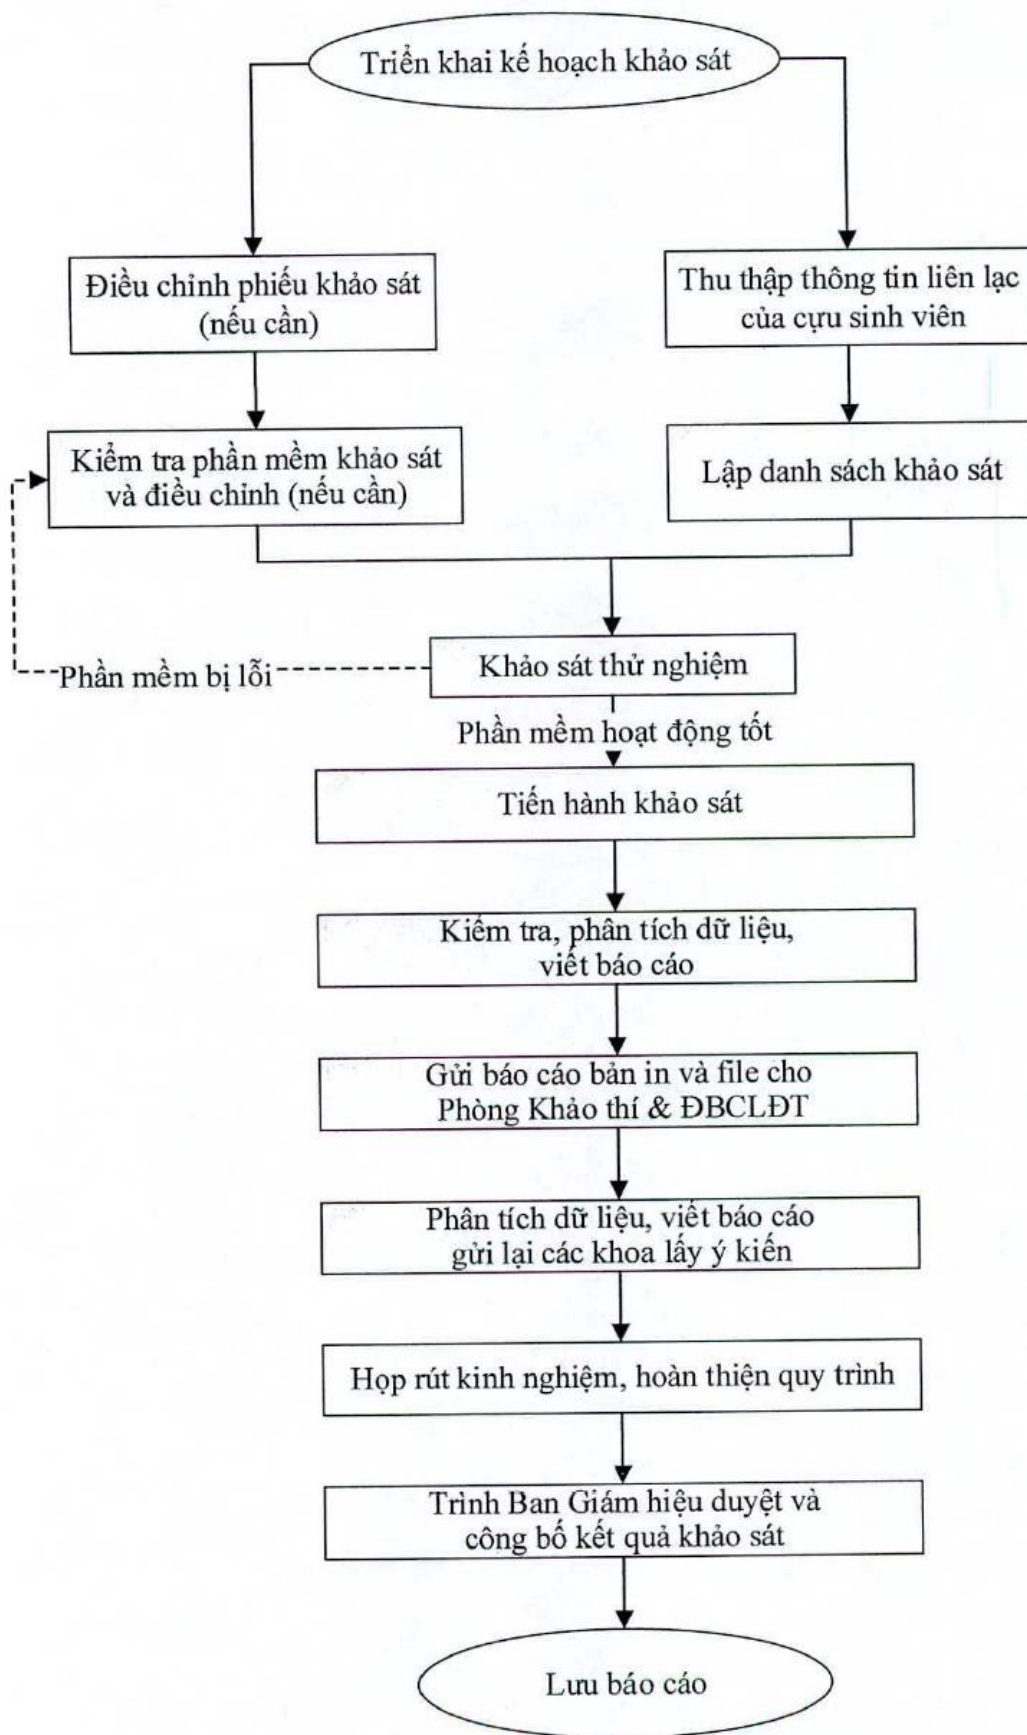 Triển khai kế hoạch khảo sát
Điều chỉnh phiếu khảo sát
(nếu cần)
Thu thập thông tin liên lạc
của cựu sinh viên
Kiểm tra phần mềm khảo sát
và điều chỉnh (nếu cần)
Lập danh sách khảo sát
Phần mềm bị lỗi
Khảo sát thử nghiệm
Phần mềm hoạt động tốt
Tiến hành khảo sát
Kiểm tra, phân tích dữ liệu,
viết báo cáo
Gửi báo cáo bản in và file cho
Phòng Khảo thí & ĐBCLĐT
Phân tích dữ liệu, viết báo cáo
gửi lại các khoa lấy ý kiến
Họp rút kinh nghiệm, hoàn thiện quy trình
Trình Ban Giám hiệu duyệt và
công bố kết quả khảo sát
Lưu báo cáo